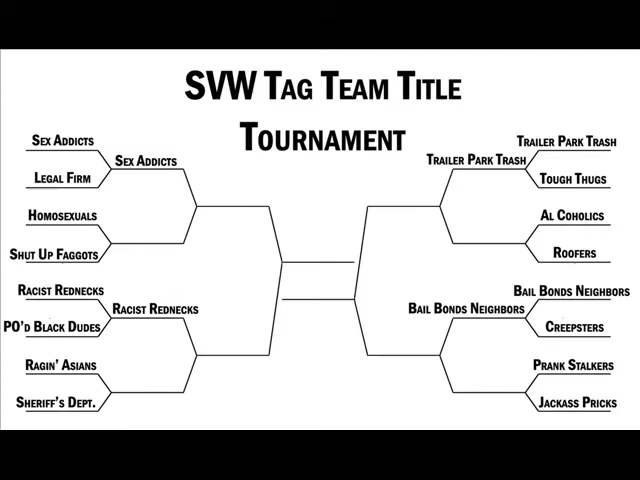 SVW TAG TEAM TITLE
TOURNAMENT
SEX ADDICTS
LEGAL FIRM
SEX ADDICTS
HOMOSEXUALS
SHUT UP FAGGOTS
RACIST REDNECKS
PO'D BLACK DUDES
RACIST REDNECKS
RAGIN' ASIANS
SHERIFF'S DEPT.
TRAILER PARK TRASH
TRAILER PARK TRASH
TOUGH THUGS
AL COHOLICS
ROOFERS
BAIL BONDS NEIGHBORS
BAIL BONDS NEIGHBORS
CREEPSTERS
PRANK STALKERS
JACKASS PRICKS